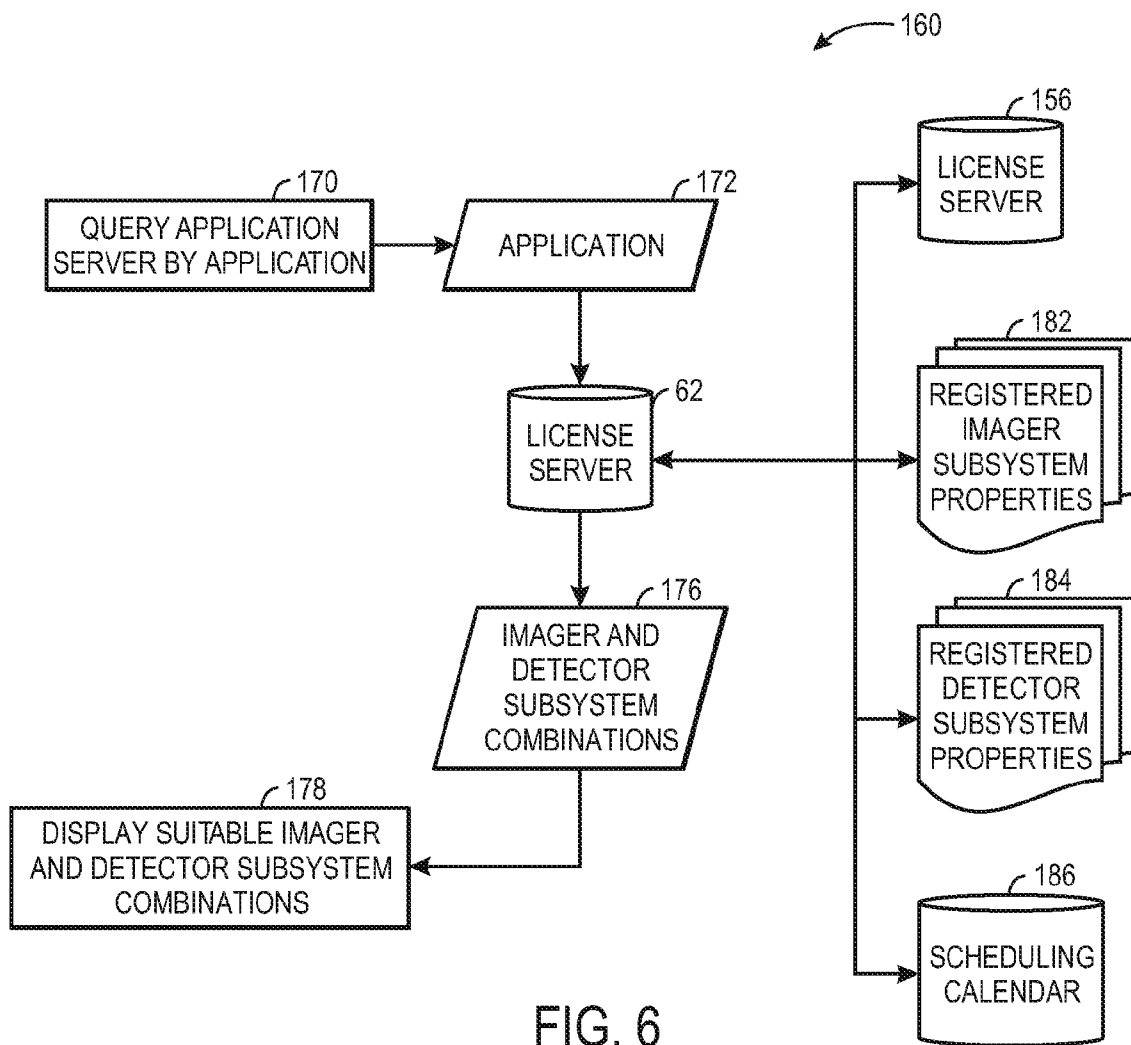 160
156
LICENSE
SERVER
170
QUERY APPLICATION
SERVER BY APPLICATION
172
APPLICATION
182
REGISTERED
IMAGER
SUBSYSTEM
PROPERTIES
62
LICENSE
SERVER
184
REGISTERED
DETECTOR
SUBSYSTEM
PROPERTIES
176
IMAGER AND
DETECTOR
SUBSYSTEM
COMBINATIONS
178
DISPLAY SUITABLE IMAGER
AND DETECTOR SUBSYSTEM
COMBINATIONS
186
SCHEDULING
CALENDAR
FIG. 6